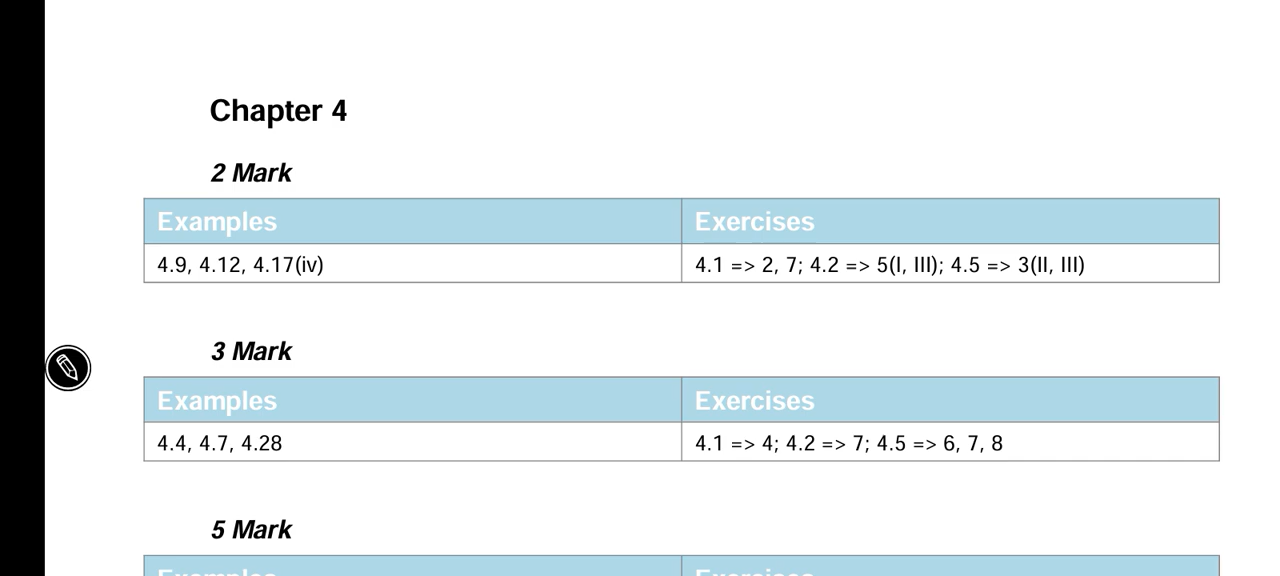 Chapter 4
2 Mark
Examples Exercises
4.9, 4.12, 4.17(iv) 4.1 => 2, 7; 4.2 => 5(I, III); 4.5 => 3(II, III)
3 Mark
Examples Exercises
4.4, 4.7, 4.28 4.1 => 4; 4.2 => 7; 4.5 => 6, 7, 8
5 Mark
Examples Exercises